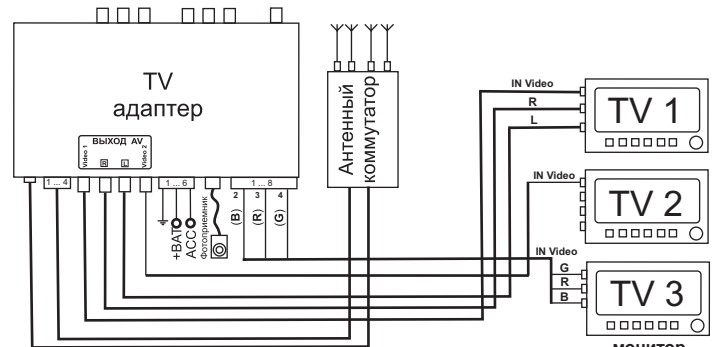 TV
адаптер
ВЫХОД AV
Video 1
R
L
Video 2
1 ... 4
1 ... 6
1 ... 8
+BAT
ACC
Фотоприемник
2
(B)
3
(R)
4
(G)
Антенный
коммутатор
IN Video
R
L
TV 1
IN Video
TV 2
IN Video
G
R
B
TV 3
монитор